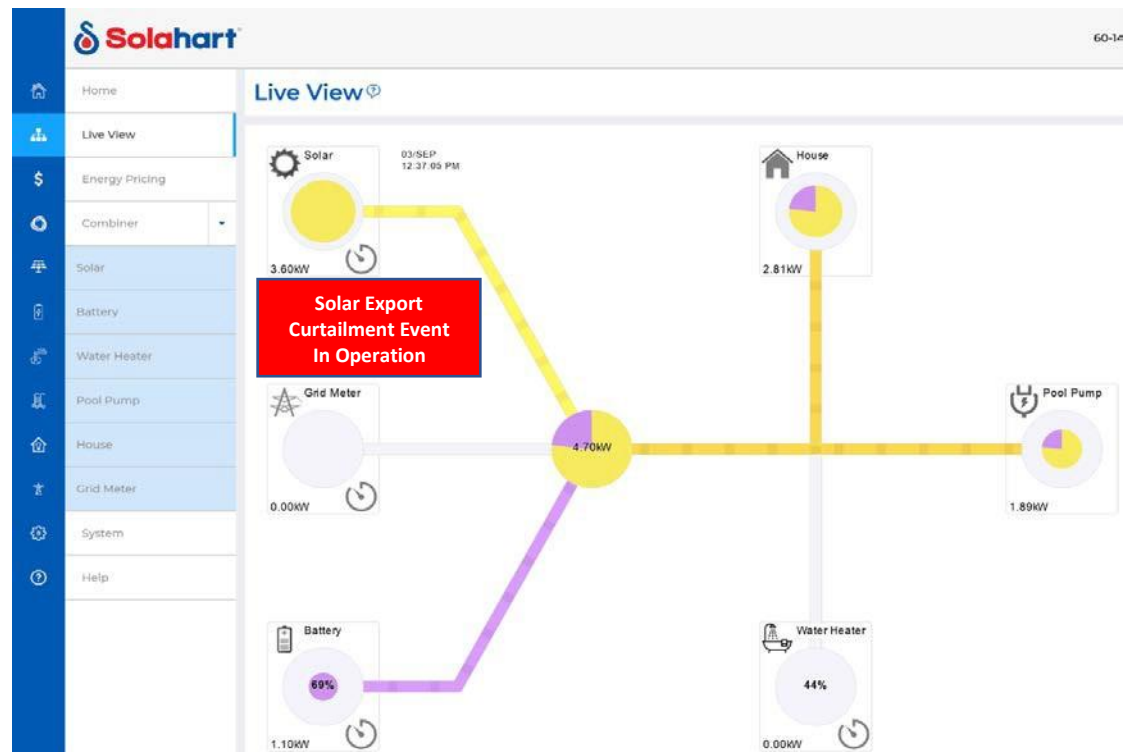 Solahart
60-14
Home
Live View
Energy Pricing
Combiner
Solar
Battery
Water Heater
Pool Pump
House
Grid Meter
System
Help
Live View
Solar
03/SEP
12:37:05 PM
3.60kW
House
2.81kW
Solar Export
Curtailment Event
In Operation
Grid Meter
0.00kW
4.70kW
Pool Pump
1.89kW
Battery
69%
1.10kW
Water Heater
44%
0.00kW